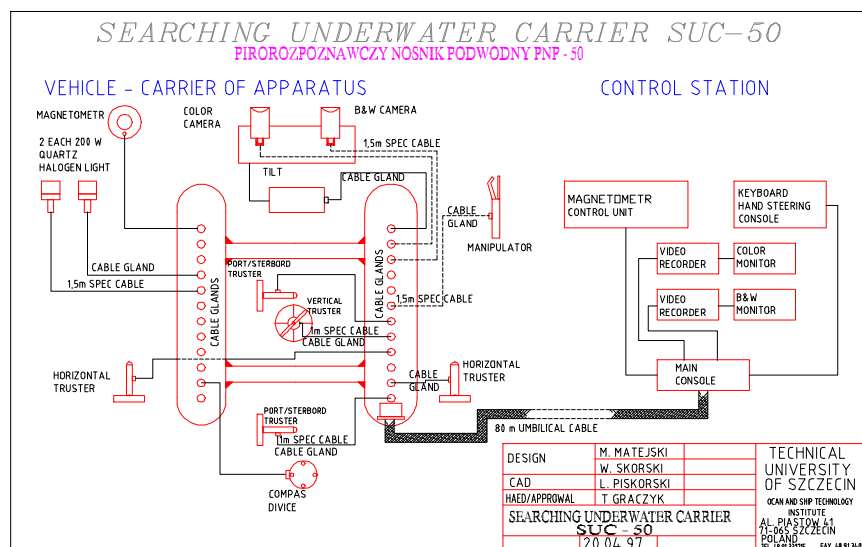 SEARCHING UNDERWATER CARRIER SUC-50
PIROROZPOZNAWCZY NOSNIK PODWODNY PNP - 50
VEHICLE - CARRIER OF APPARATUS
CONTROL STATION
MAGNETOMETR
COLOR
CAMERA
B&W CAMERA
2 EACH 200 W
QUARTZ
HALOGEN LIGHT
1,5m SPEC CABLE
TILT
CABLE GLAND
CABLE
GLAND
MANIPULATOR
MAGNETOMETR
CONTROL UNIT
KEYBOARD
HAND STEERING
CONSOLE
VIDEO
RECORDER
COLOR
MONITOR
VIDEO
RECORDER
B&W
MONITOR
MAIN
CONSOLE
CABLE GLAND
1,5m SPEC CABLE
CABLE GLANDS
PORT/STERBORD
TRUSTER
VERTICAL
TRUSTER
1m SPEC CABLE
CABLE GLAND
CABLE GLANDS
1,5m SPEC CABLE
HORIZONTAL
TRUSTER
CABLE
GLAND
HORIZONTAL
TRUSTER
PORT/STERBORD
TRUSTER
1m SPEC CABLE
CABLE GLAND
COMPAS
DIVICE
80 m UMBILICAL CABLE
DESIGN
M. MATEJSKI
W. SKORSKI
CAD
L. PISKORSKI
HAED/APPROWAL
T GRACZYK
SEARCHING UNDERWATER CARRIER
SUC - 50
20.04.97
TECHNICAL
UNIVERSITY
OF SZCZECIN
OCAN AND SHIP TECHNOLOGY
INSTITUTE
AL. PIASTOW 41
71-065 SZCZECIN
POLAND